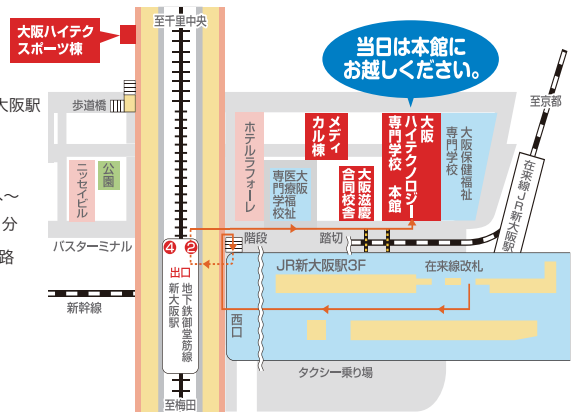 至千里中央
大阪ハイテク
スポーツ棟
当日は本館に
お越しください。
大阪駅
歩道橋
至京都
ホテルラフォーレ
メディ
カル棟
大阪
ハイテクノロジー
専門学校 本館
大阪保健福祉
専門学校
ニッセイビル
公園
大阪
医療福祉
専門学校
大阪滋慶
合同校舎
在来線JR新大阪駅
〜
分
路
バスターミナル
4
2
階段
踏切
出口
地下鉄御堂筋線
新大阪駅
JR新大阪駅3F
在来線改札
新幹線
西口
タクシー乗り場
至梅田